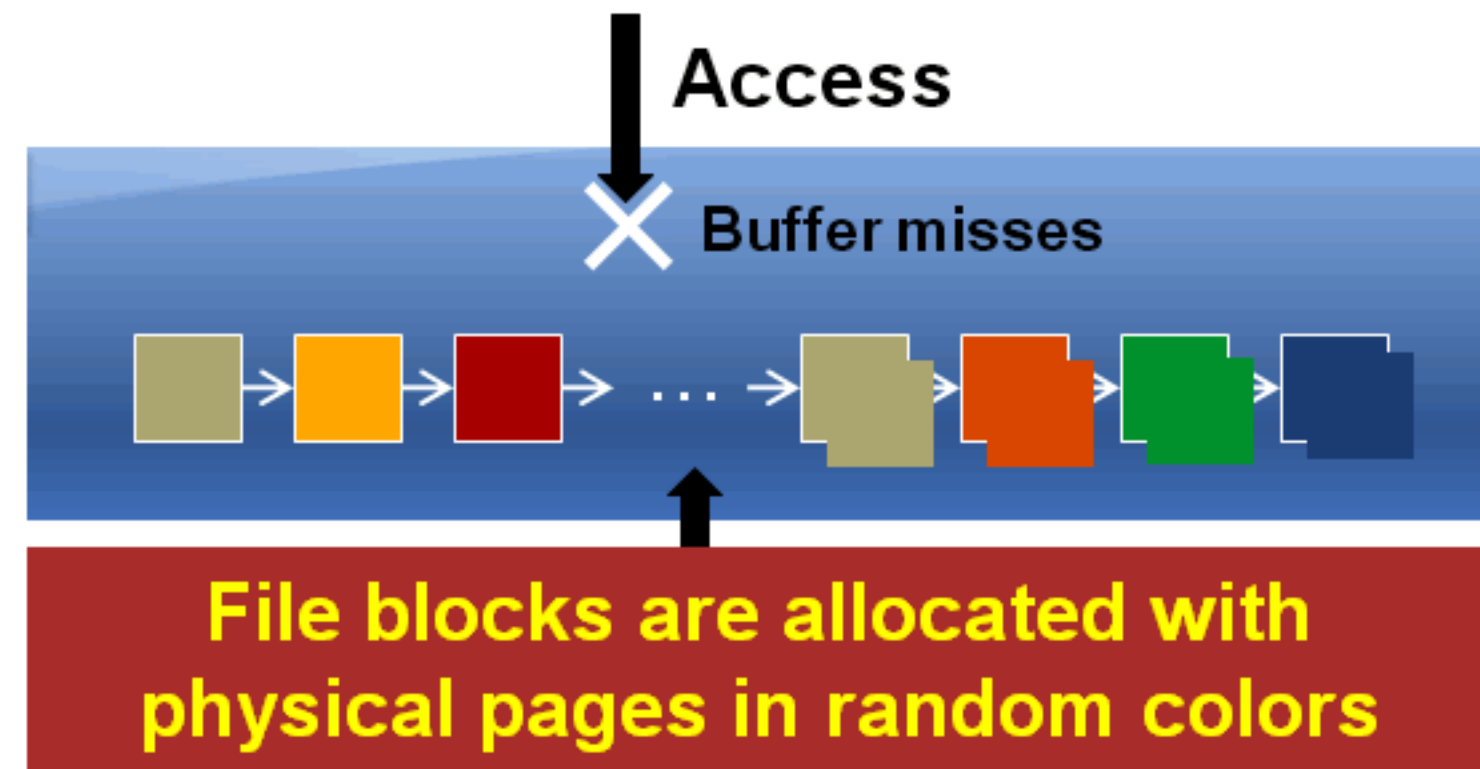 Access
Buffer misses
...
File blocks are allocated with
physical pages in random colors